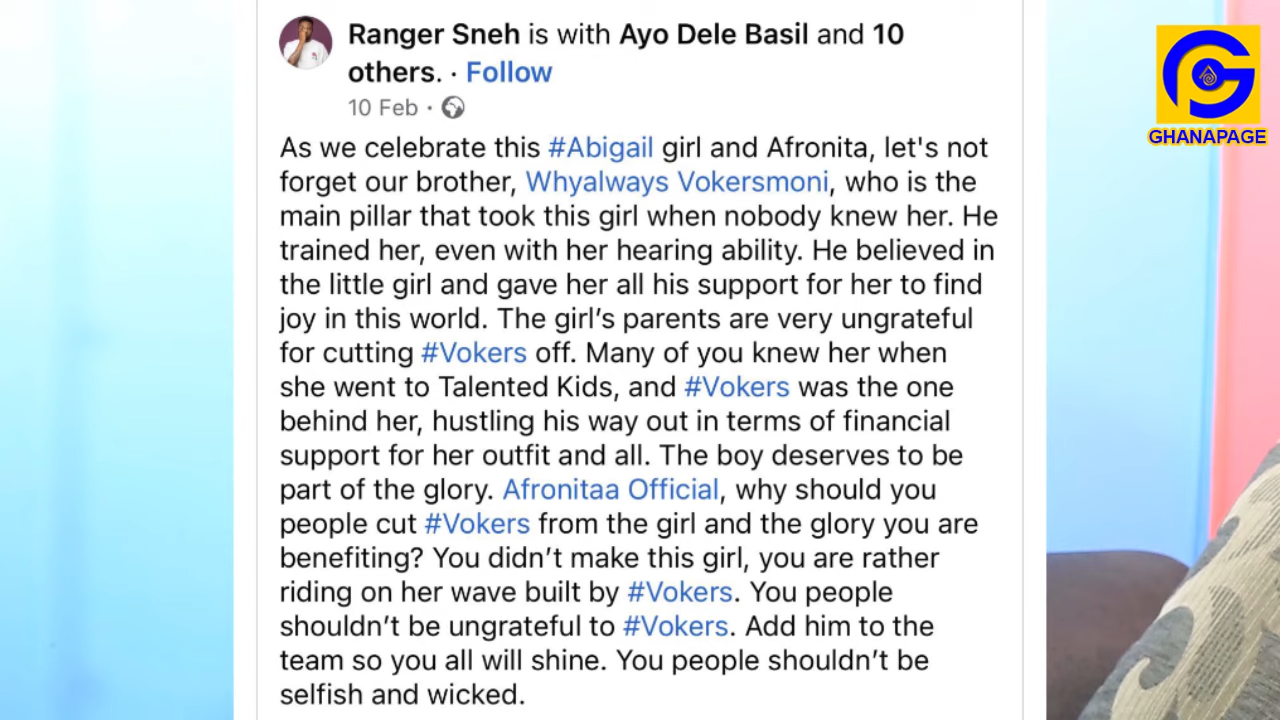 Ranger Sneh is with Ayo Dele Basil and 10
others. · Follow
10 Feb ·
As we celebrate this #Abigail girl and Afronita, let's not
forget our brother, Whyalways Vokersmoni, who is the
main pillar that took this girl when nobody knew her. He
trained her, even with her hearing ability. He believed in
the little girl and gave her all his support for her to find
joy in this world. The girl’s parents are very ungrateful
for cutting #Vokers off. Many of you knew her when
she went to Talented Kids, and #Vokers was the one
behind her, hustling his way out in terms of financial
support for her outfit and all. The boy deserves to be
part of the glory. Afronitaa Official, why should you
people cut #Vokers from the girl and the glory you are
benefiting? You didn’t make this girl, you are rather
riding on her wave built by #Vokers. You people
shouldn’t be ungrateful to #Vokers. Add him to the
team so you all will shine. You people shouldn’t be
selfish and wicked.
GHANAPAGE